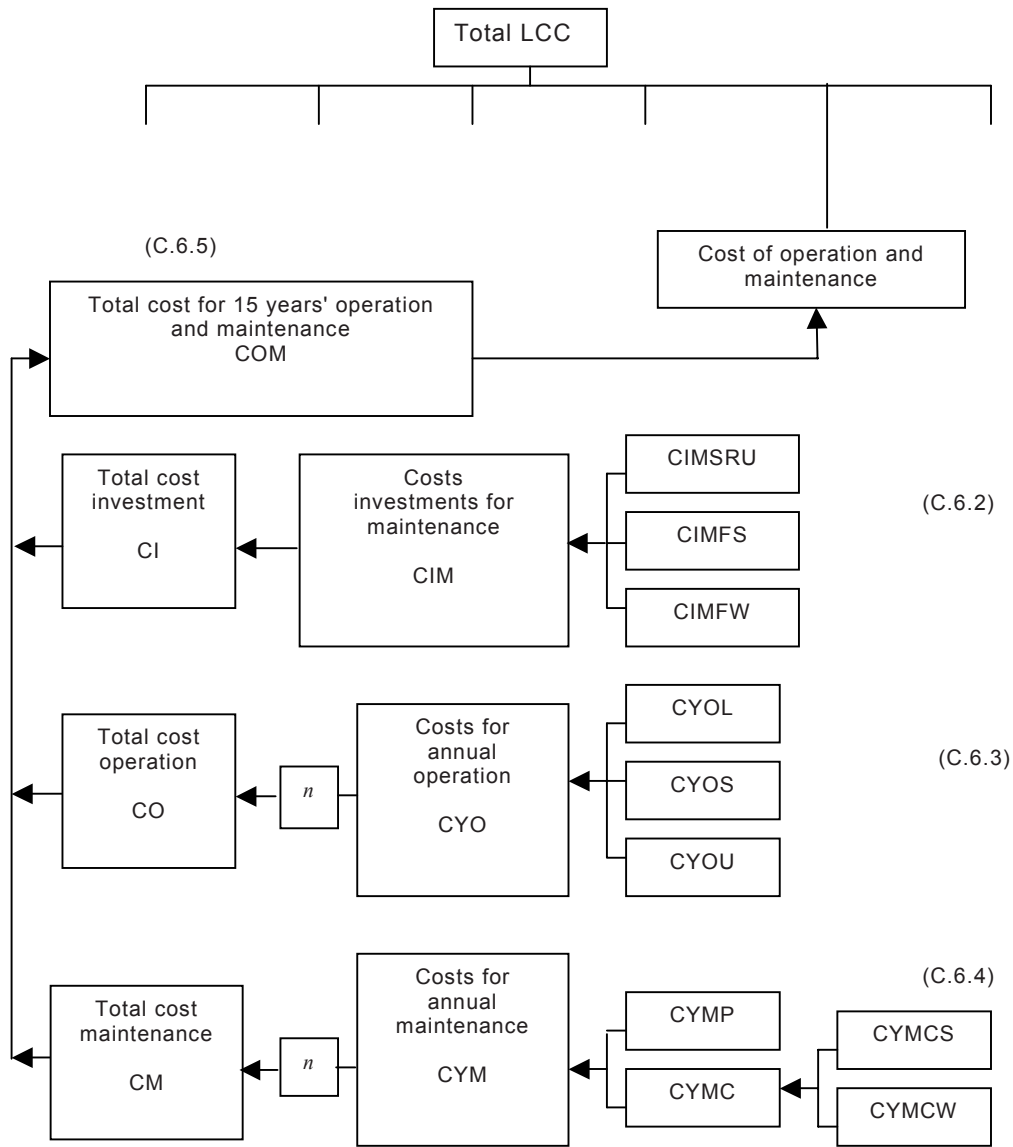 Total LCC
(C.6.5)
Cost of operation and
maintenance
Total cost for 15 years' operation
and maintenance
COM
Total cost
investment
CI
Costs
investments for
maintenance
CIM
CIMSRU
CIMFS
CIMFW
(C.6.2)
Total cost
operation
CO
n
Costs for
annual
operation
CYO
CYOL
CYOS
CYOU
(C.6.3)
Total cost
maintenance
CM
n
Costs for
annual
maintenance
CYM
CYMP
CYMC
(C.6.4)
CYMCS
CYMCW